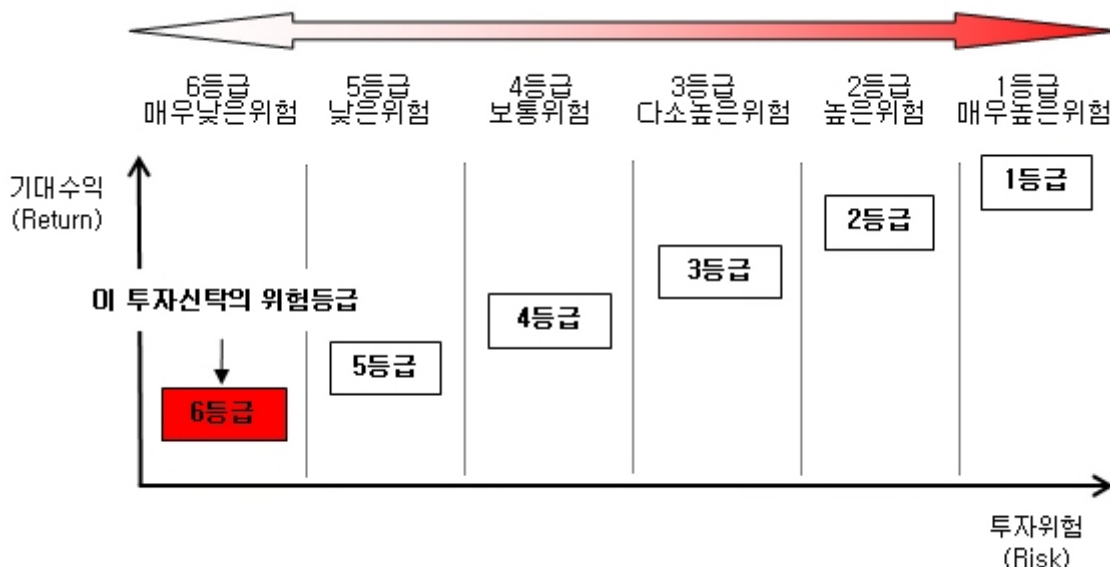 6등급
매우낮은위험
5등급
낮은위험
4등급
보통위험
3등급
다소높은위험
2등급
높은위험
1등급
매우높은위험
기대수익
(Return)
1등급
2등급
3등급
이 투자신탁의 위험등급
4등급
5등급
6등급
투자위험
(Risk)